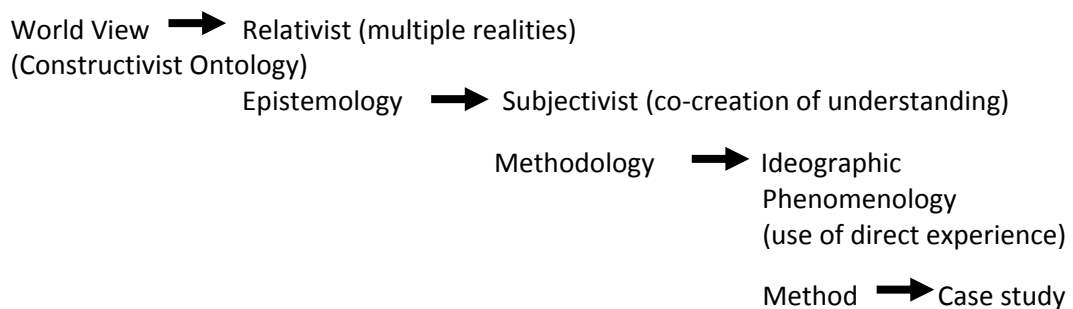 World View Relativist (multiple realities)
(Constructivist Ontology)
Epistemology Subjectivist (co-creation of understanding)
Methodology Ideographic
Phenomenology
(use of direct experience)
Method Case study